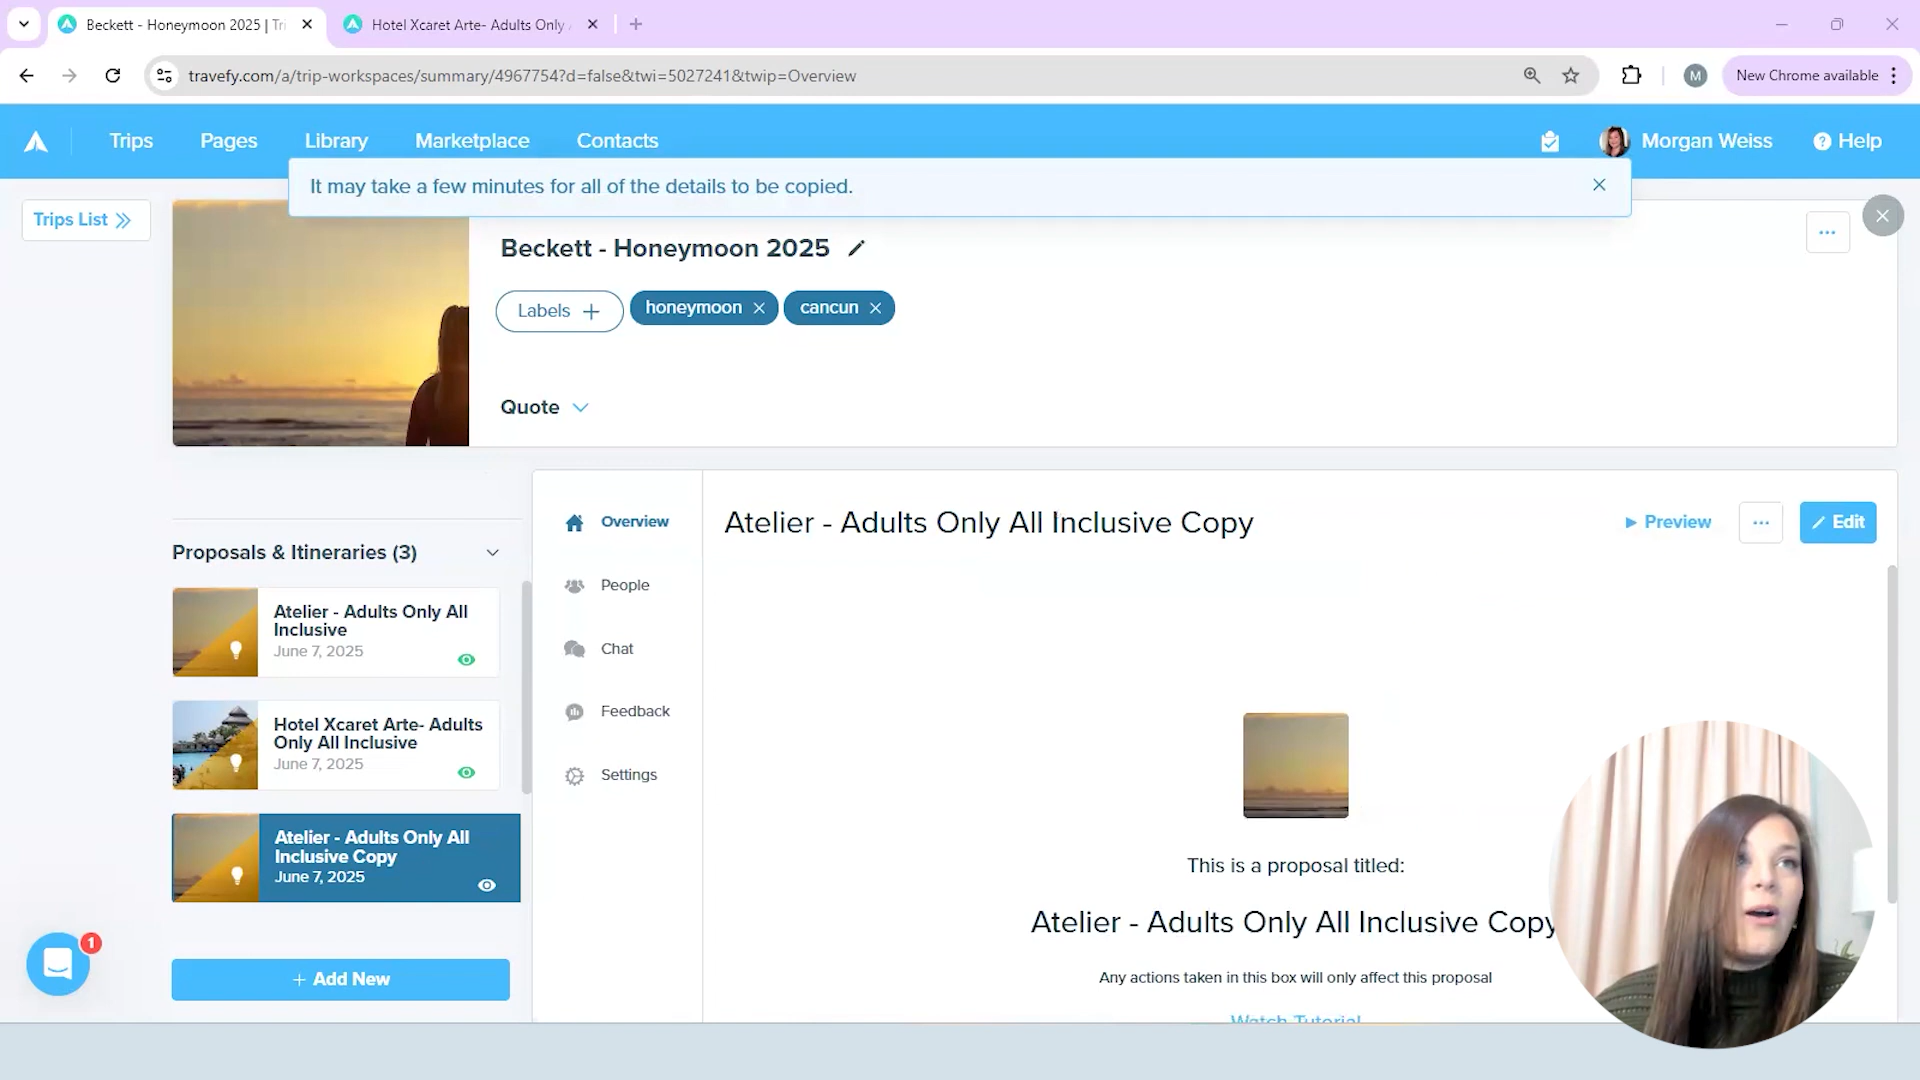 Beckett - Honeymoon 2025 | Tri
Hotel Xcaret Arte- Adults Only
travefy.com/a/trip-workspaces/summary/4967754?d=false&twi=5027241&twip=Overview
M
New Chrome available
Trips
Pages
Library
Marketplace
Contacts
Morgan Weiss
? Help
It may take a few minutes for all of the details to be copied.
Trips List
Beckett - Honeymoon 2025
Labels +
honeymoon
cancun
Quote
Proposals & Itineraries (3)
Atelier - Adults Only All
Inclusive
June 7, 2025
Hotel Xcaret Arte- Adults
Only All Inclusive
June 7, 2025
Atelier - Adults Only All
Inclusive Copy
June 7, 2025
1
+ Add New
Overview
People
Chat
Feedback
Settings
Atelier - Adults Only All Inclusive Copy
Preview
Edit
This is a proposal titled:
Atelier - Adults Only All Inclusive Copy
Any actions taken in this box will only affect this proposal
Watch Tutorial